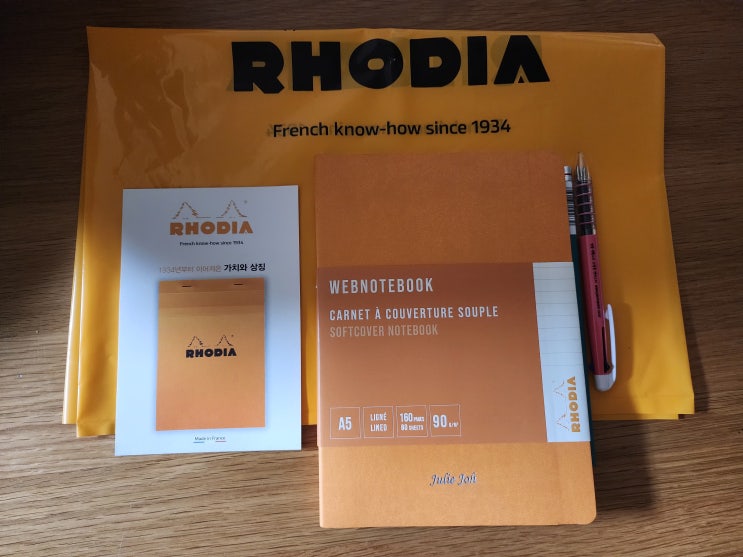 RHODIA
French know-how since 1934
RHODIA
French know-how since 1934
1934년부터 이어져온 가치와 상징
RHODIA
Made in France
WEBNOTEBOOK
CARNET À COUVERTURE SOUPLE
SOFTCOVER NOTEBOOK
A5
LIGNÉ
LINED
160 PAGES
80 SHEETS
90 G/M²
RHODIA
Julie Joh